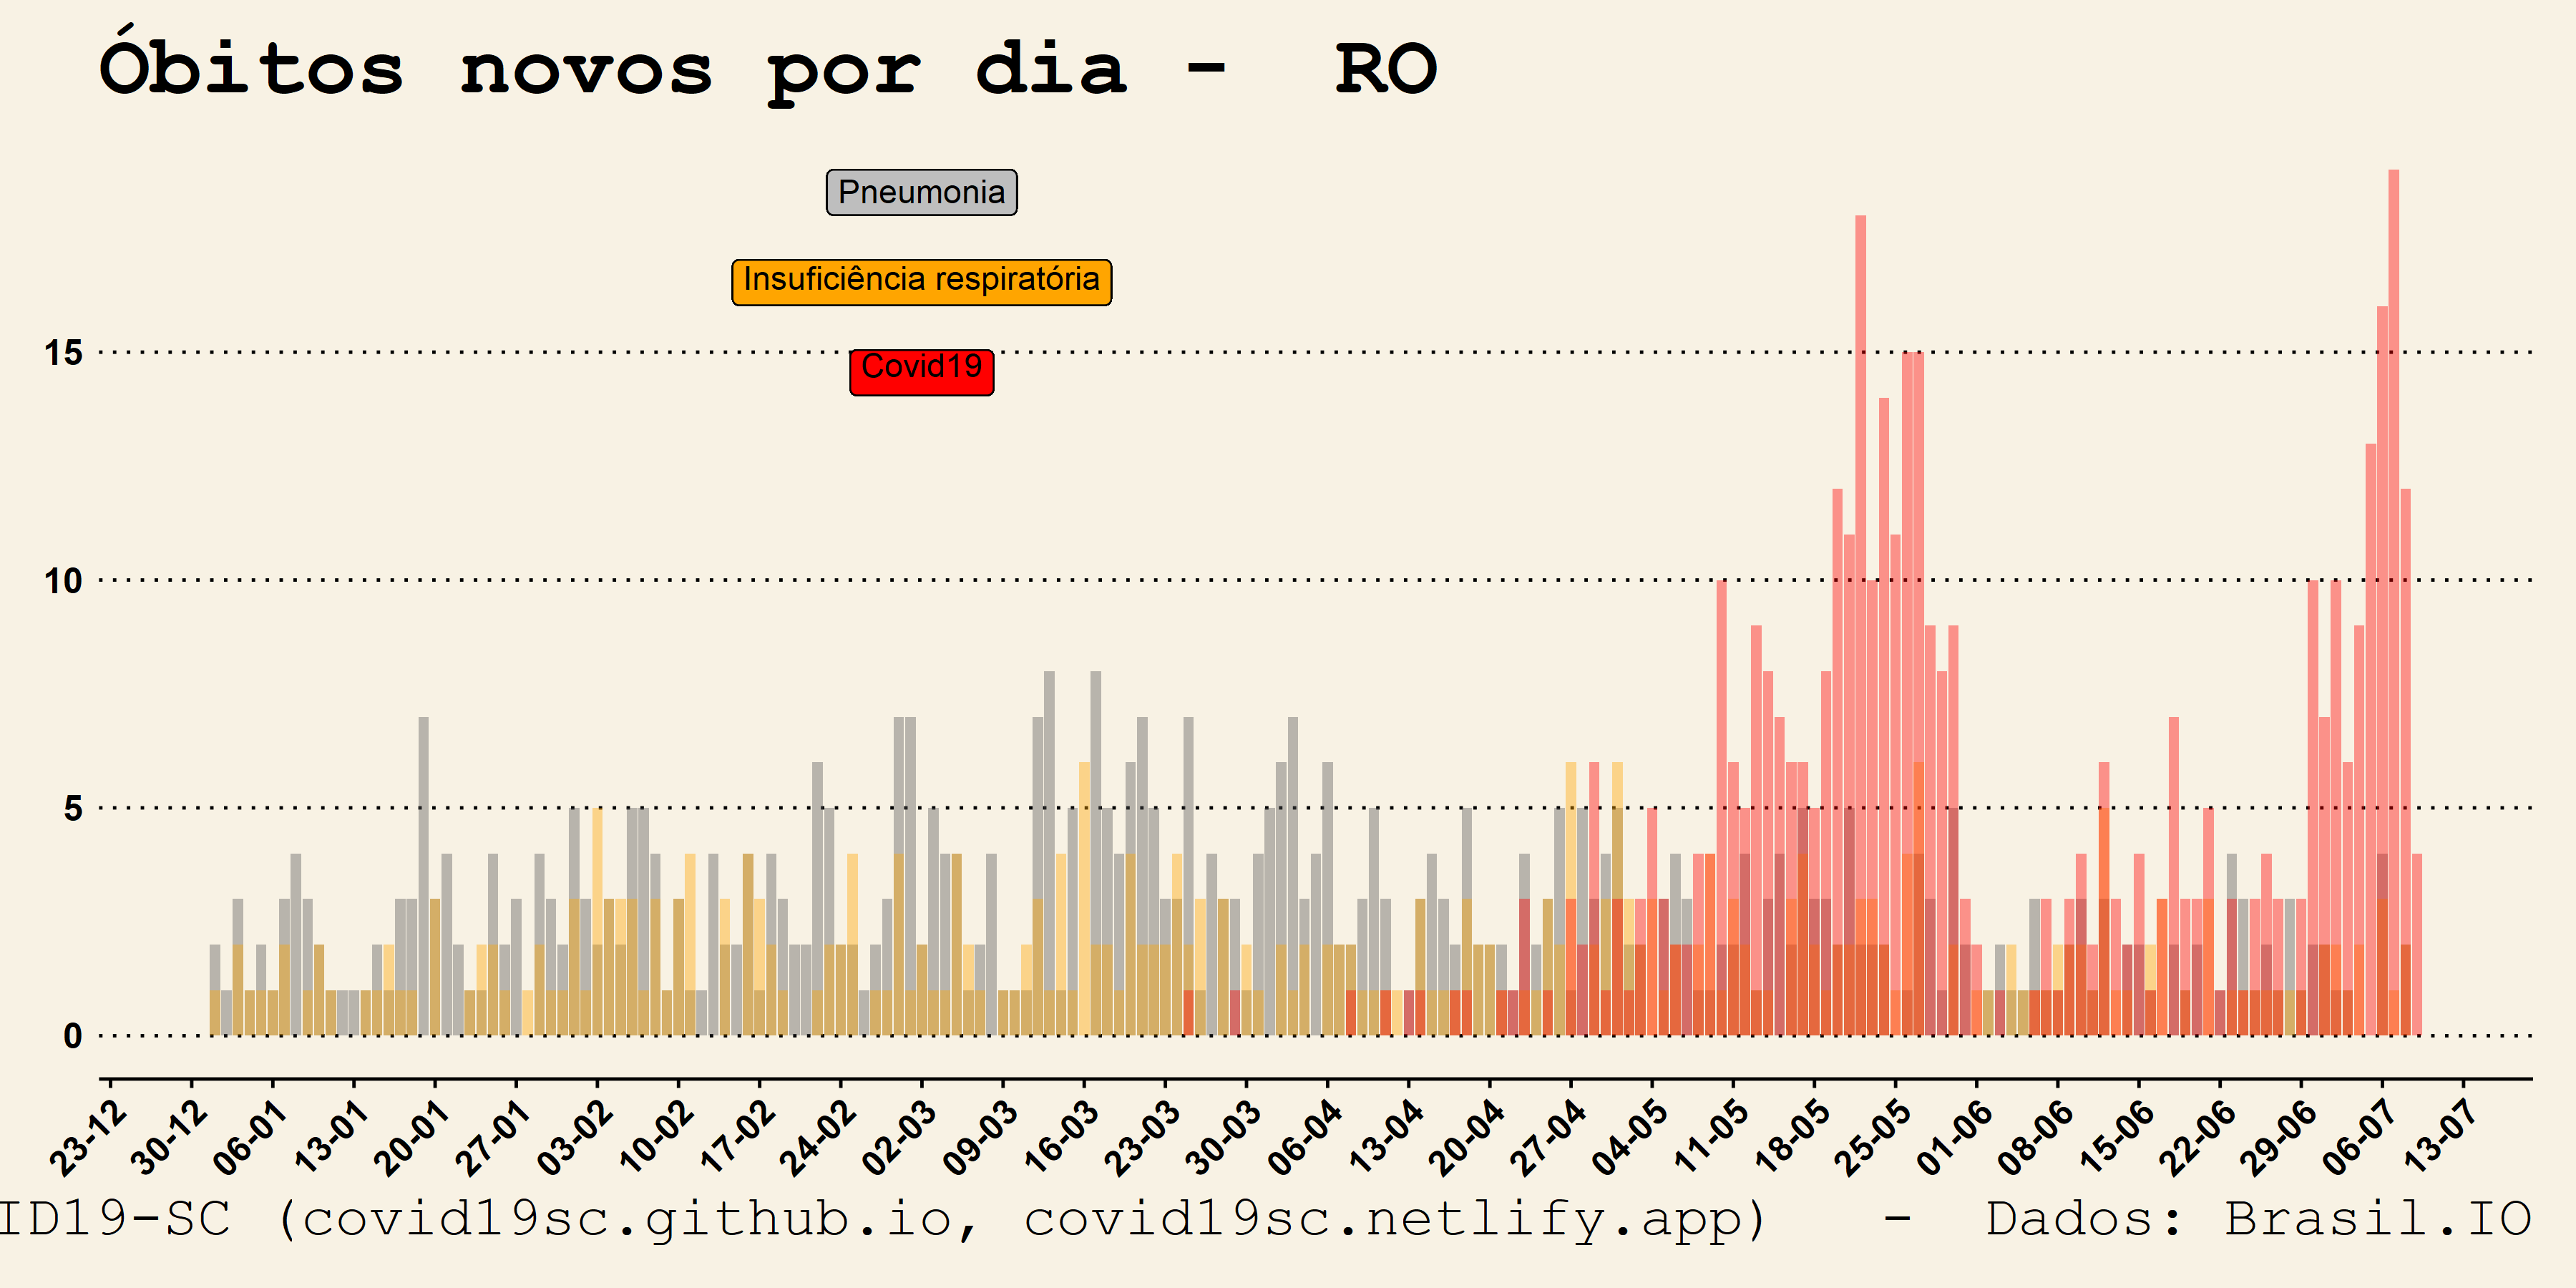 Óbitos novos por dia - RO
Pneumonia
Insuficiência respiratória
Covid19
15
10
5
0
23-12 30-12 06-01 13-01 20-01 27-01 03-02 10-02 17-02 24-02 02-03 09-03 16-03 23-03 30-03 06-04 13-04 20-04 27-04 04-05 11-05 18-05 25-05 01-06 08-06 15-06 22-06 29-06 06-07 13-07
ID19-SC (covid19sc.github.io, covid19sc.netlify.app) - Dados: Brasil.IO